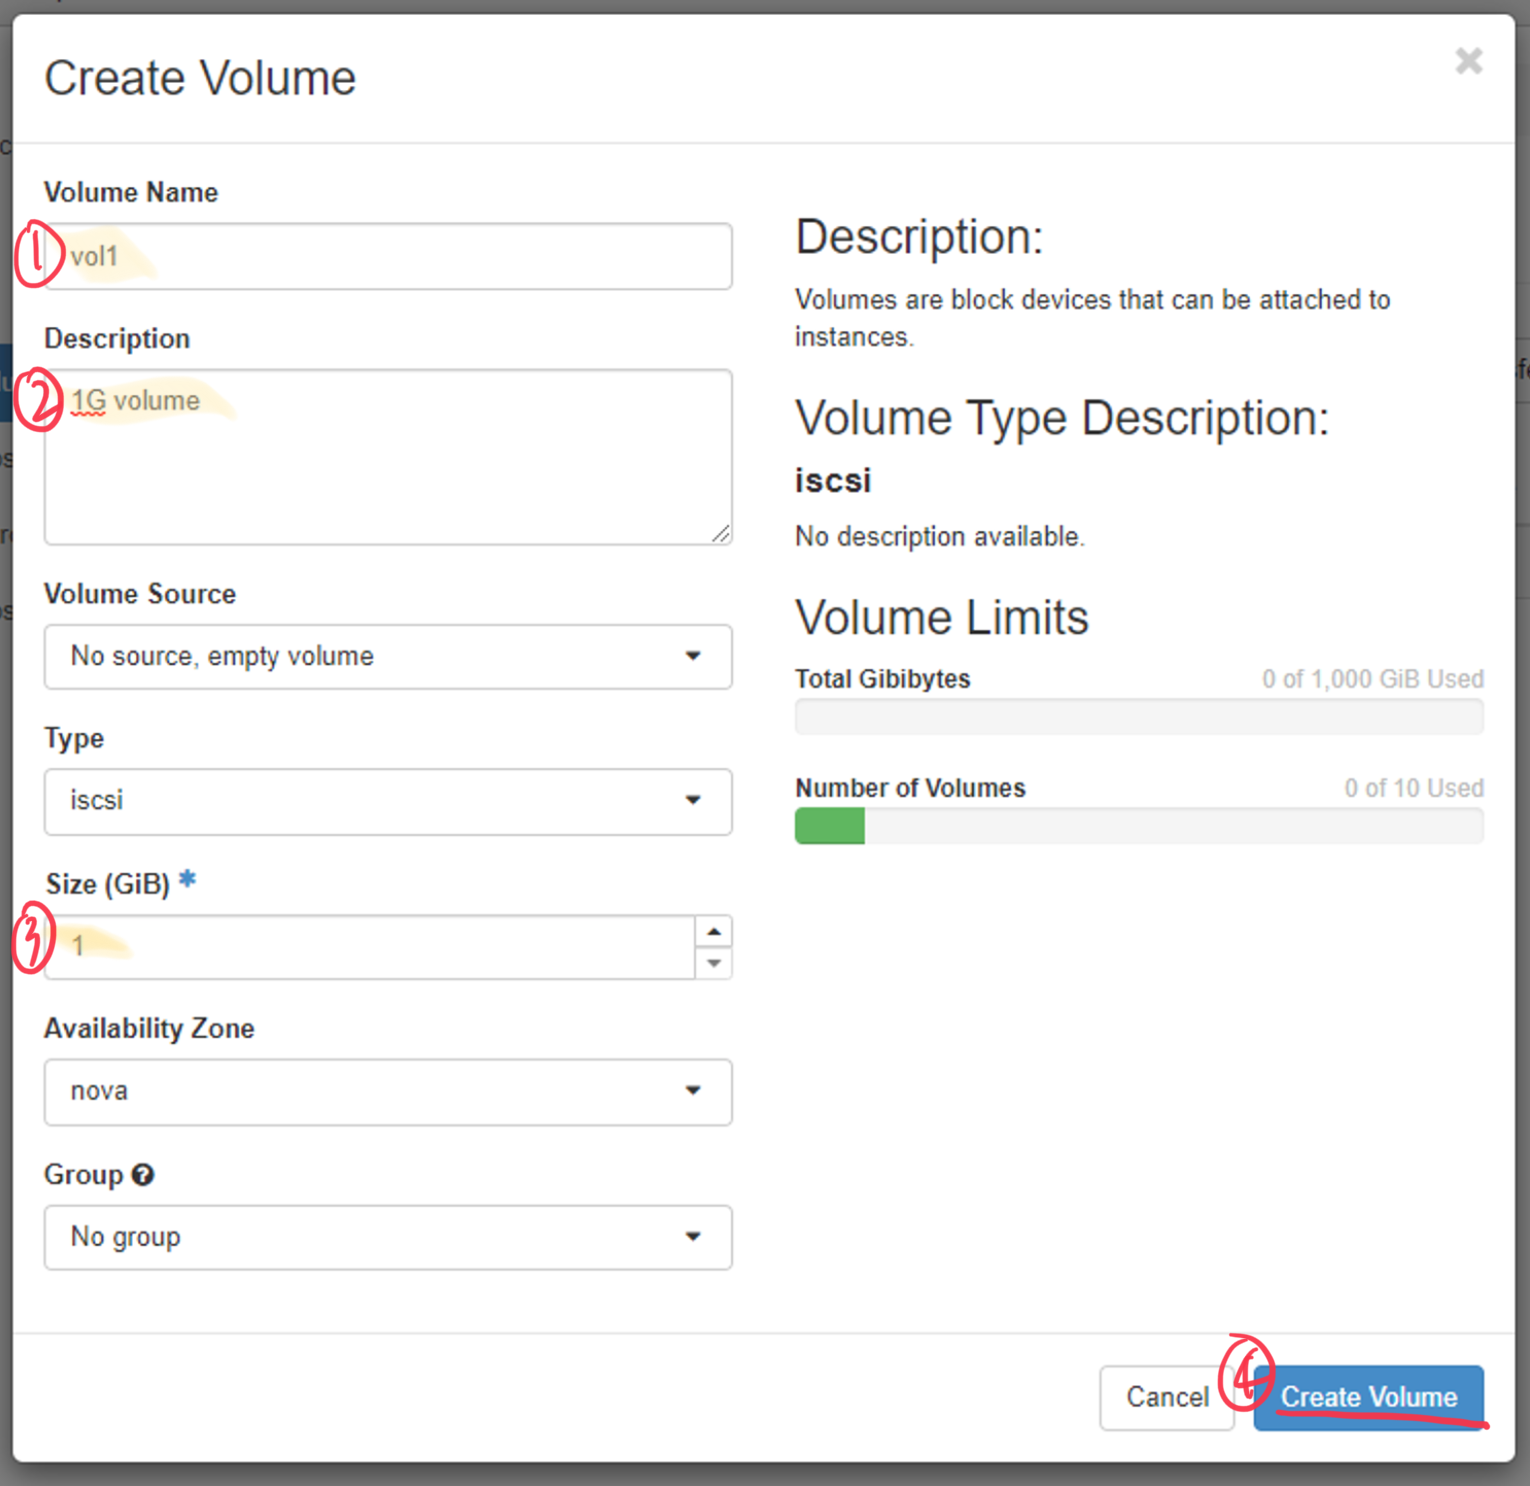 Create Volume
Volume Name
1
vol1
Description
2
1G volume
Volume Source
No source, empty volume
Type
iscsi
Size (GiB) *
3
1
Availability Zone
nova
Group ?
No group
Description:
Volumes are block devices that can be attached to
instances.
Volume Type Description:
iscsi
No description available.
Volume Limits
Total Gibibytes 0 of 1,000 GiB Used
Number of Volumes 0 of 10 Used
Cancel
4
Create Volume